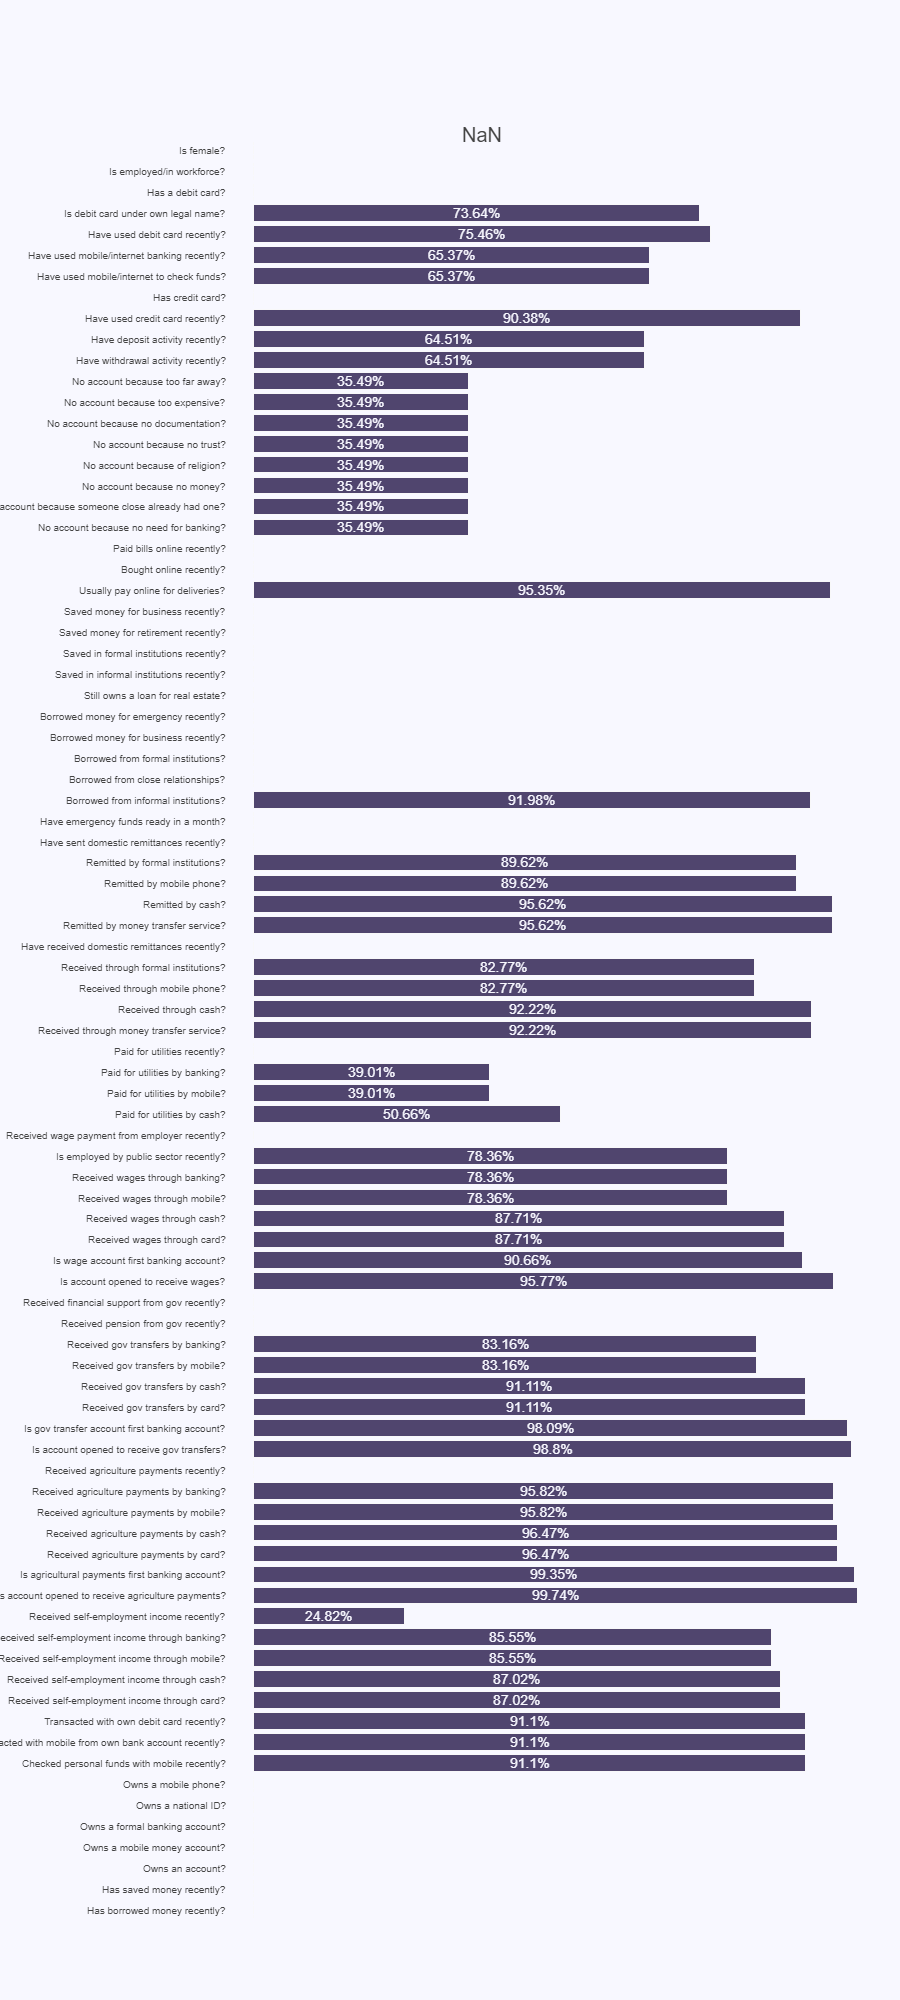 NaN
Is female?
Is employed/in workforce?
Has a debit card?
Is debit card under own legal name? 73.64%
Have used debit card recently? 75.46%
Have used mobile/internet banking recently? 65.37%
Have used mobile/internet to check funds? 65.37%
Has credit card?
Have used credit card recently? 90.38%
Have deposit activity recently? 64.51%
Have withdrawal activity recently? 64.51%
No account because too far away? 35.49%
No account because too expensive? 35.49%
No account because no documentation? 35.49%
No account because no trust? 35.49%
No account because of religion? 35.49%
No account because no money? 35.49%
account because someone close already had one? 35.49%
No account because no need for banking? 35.49%
Paid bills online recently?
Bought online recently?
Usually pay online for deliveries? 95.35%
Saved money for business recently?
Saved money for retirement recently?
Saved in formal institutions recently?
Saved in informal institutions recently?
Still owns a loan for real estate?
Borrowed money for emergency recently?
Borrowed money for business recently?
Borrowed from formal institutions?
Borrowed from close relationships?
Borrowed from informal institutions? 91.98%
Have emergency funds ready in a month?
Have sent domestic remittances recently?
Remitted by formal institutions? 89.62%
Remitted by mobile phone? 89.62%
Remitted by cash? 95.62%
Remitted by money transfer service? 95.62%
Have received domestic remittances recently?
Received through formal institutions? 82.77%
Received through mobile phone? 82.77%
Received through cash? 92.22%
Received through money transfer service? 92.22%
Paid for utilities recently?
Paid for utilities by banking? 39.01%
Paid for utilities by mobile? 39.01%
Paid for utilities by cash? 50.66%
Received wage payment from employer recently?
Is employed by public sector recently? 78.36%
Received wages through banking? 78.36%
Received wages through mobile? 78.36%
Received wages through cash? 87.71%
Received wages through card? 87.71%
Is wage account first banking account? 90.66%
Is account opened to receive wages? 95.77%
Received financial support from gov recently?
Received pension from gov recently?
Received gov transfers by banking? 83.16%
Received gov transfers by mobile? 83.16%
Received gov transfers by cash? 91.11%
Received gov transfers by card? 91.11%
Is gov transfer account first banking account? 98.09%
Is account opened to receive gov transfers? 98.8%
Received agriculture payments recently?
Received agriculture payments by banking? 95.82%
Received agriculture payments by mobile? 95.82%
Received agriculture payments by cash? 96.47%
Received agriculture payments by card? 96.47%
Is agricultural payments first banking account? 99.35%
s account opened to receive agriculture payments? 99.74%
Received self-employment income recently? 24.82%
eceived self-employment income through banking? 85.55%
Received self-employment income through mobile? 85.55%
Received self-employment income through cash? 87.02%
Received self-employment income through card? 87.02%
Transacted with own debit card recently? 91.1%
acted with mobile from own bank account recently? 91.1%
Checked personal funds with mobile recently? 91.1%
Owns a mobile phone?
Owns a national ID?
Owns a formal banking account?
Owns a mobile money account?
Owns an account?
Has saved money recently?
Has borrowed money recently?